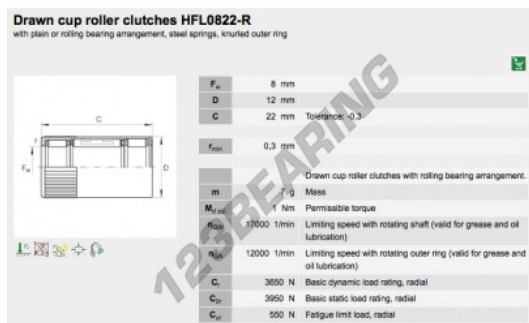 Drawn cup roller clutches HFL0822-R
with plain or rolling bearing arrangement, steel springs, knurled outer ring
Fw 8 mm
D 12 mm
C 22 mm Tolerance: -0.3
rmin 0,3 mm
Drawn cup roller clutches with rolling bearing arrangement.
m 7 g Mass
Md per 1 Nm Permissible torque
nGW 17000 1/min Limiting speed with rotating shaft (valid for grease and oil
lubrication)
nGA 12000 1/min Limiting speed with rotating outer ring (valid for grease and
oil lubrication)
Cr 3650 N Basic dynamic load rating, radial
C0r 3950 N Basic static load rating, radial
Cur 550 N Fatigue limit load, radial
C
r
Fw
D
123BEARING